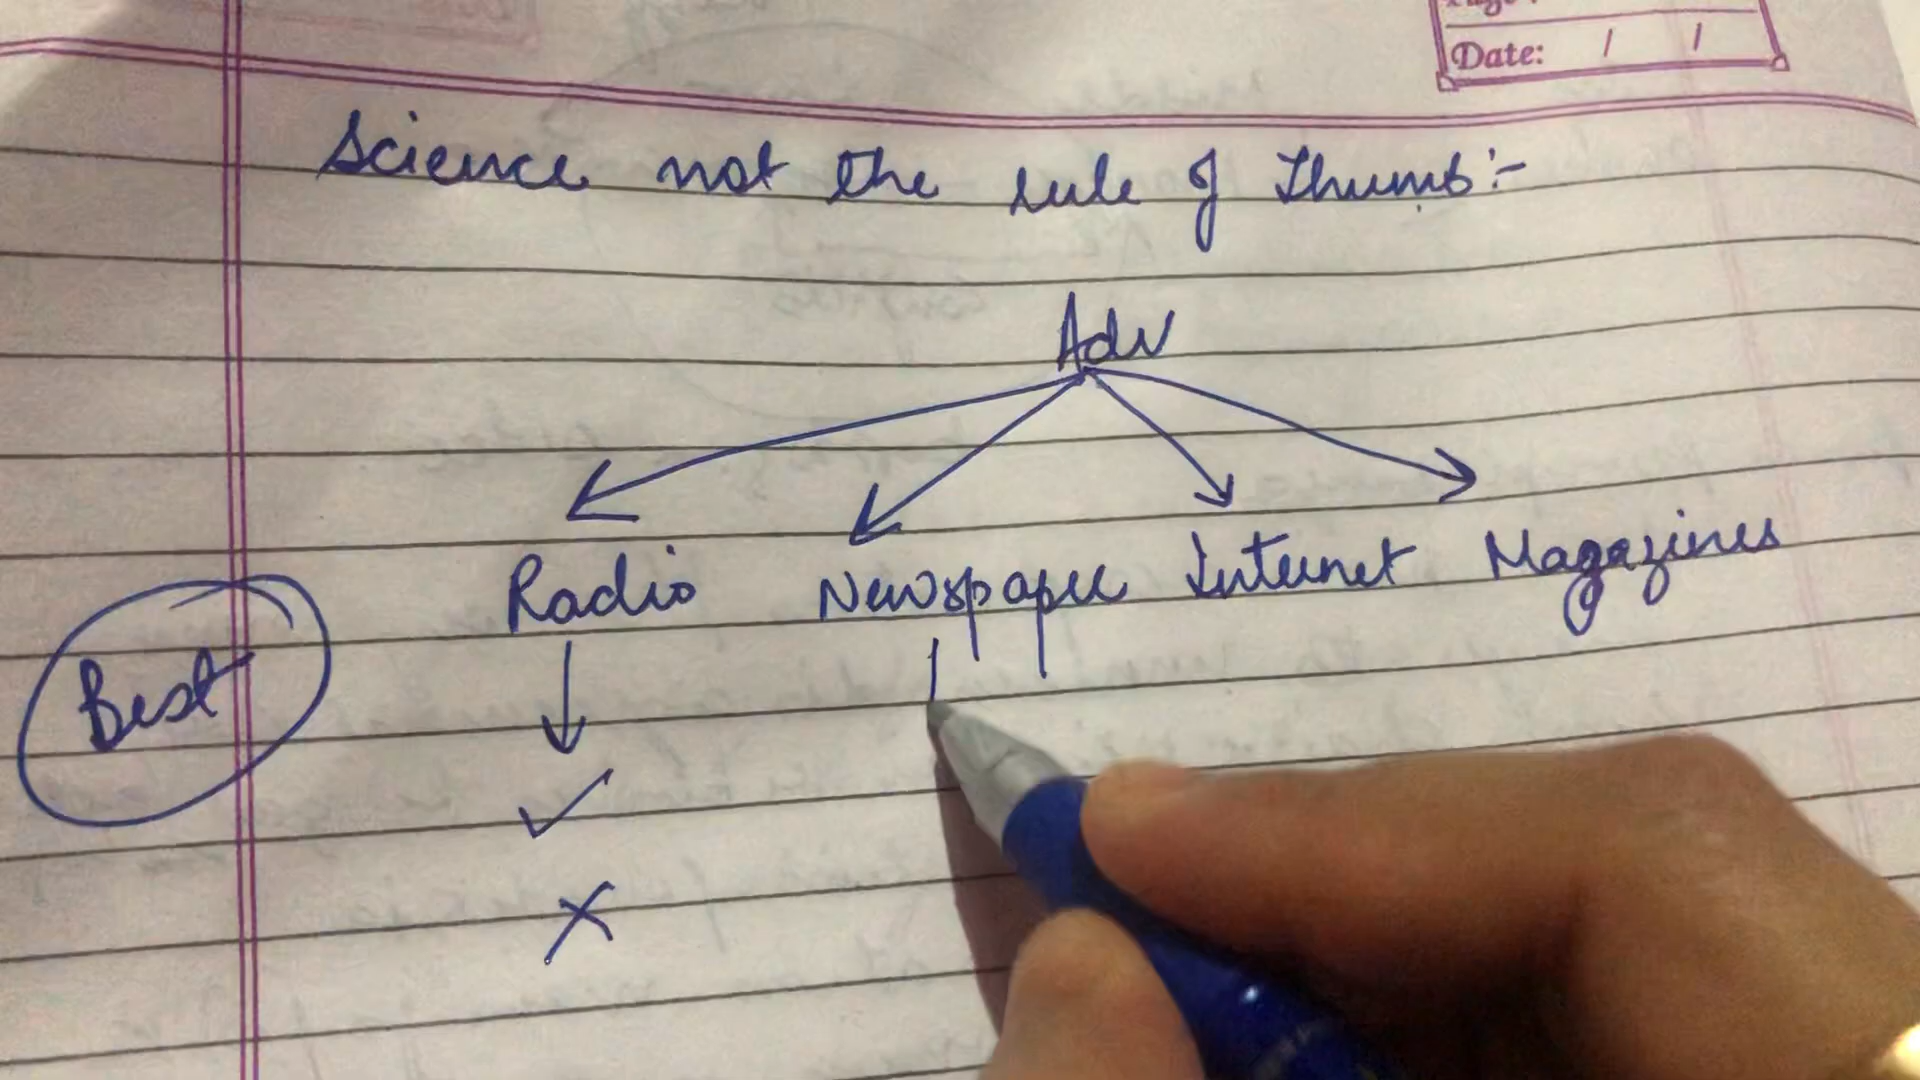 Date: / /
Science not the rule of Thumb:-
Adv
Radio Newspaper Internet Magazines
Best